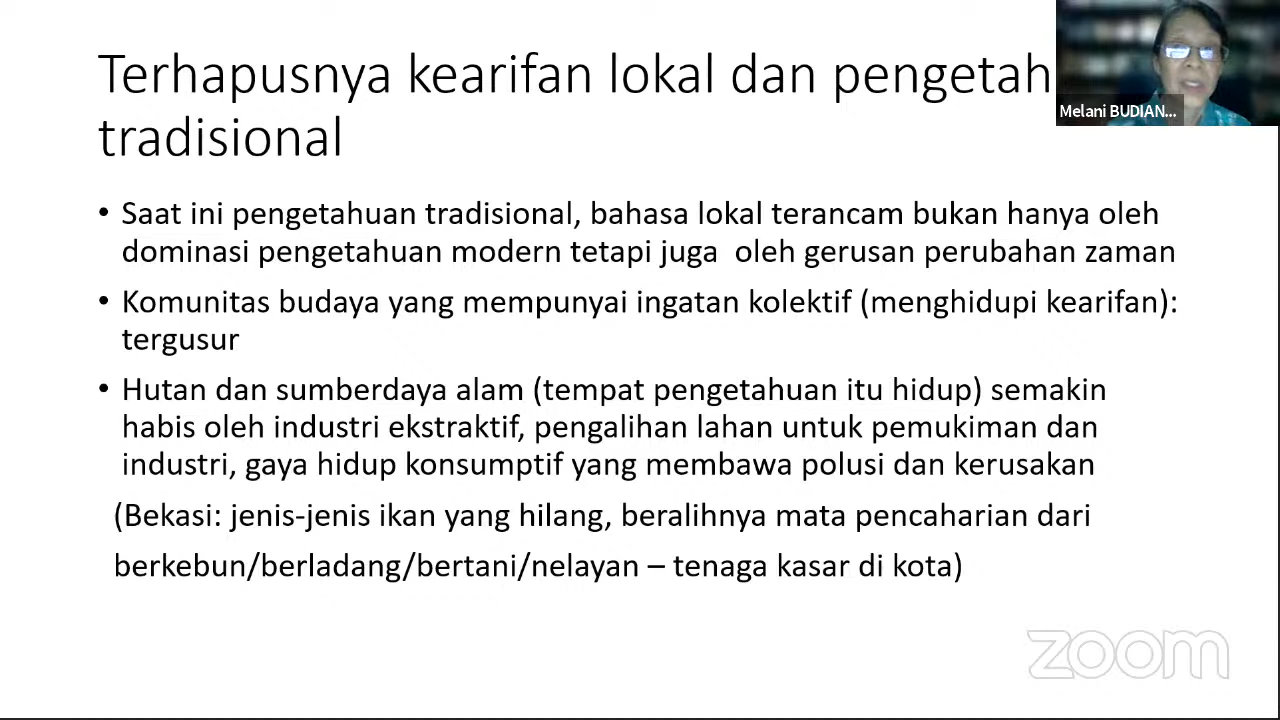 Terhapusnya kearifan lokal dan pengetah
tradisional
Melani BUDIAN...
• Saat ini pengetahuan tradisional, bahasa lokal terancam bukan hanya oleh
dominasi pengetahuan modern tetapi juga  oleh gerusan perubahan zaman
• Komunitas budaya yang mempunyai ingatan kolektif (menghidupi kearifan):
tergusur
• Hutan dan sumberdaya alam (tempat pengetahuan itu hidup) semakin
habis oleh industri ekstraktif, pengalihan lahan untuk pemukiman dan
industri, gaya hidup konsumptif yang membawa polusi dan kerusakan
(Bekasi: jenis-jenis ikan yang hilang, beralihnya mata pencaharian dari
berkebun/berladang/bertani/nelayan – tenaga kasar di kota)
zoom